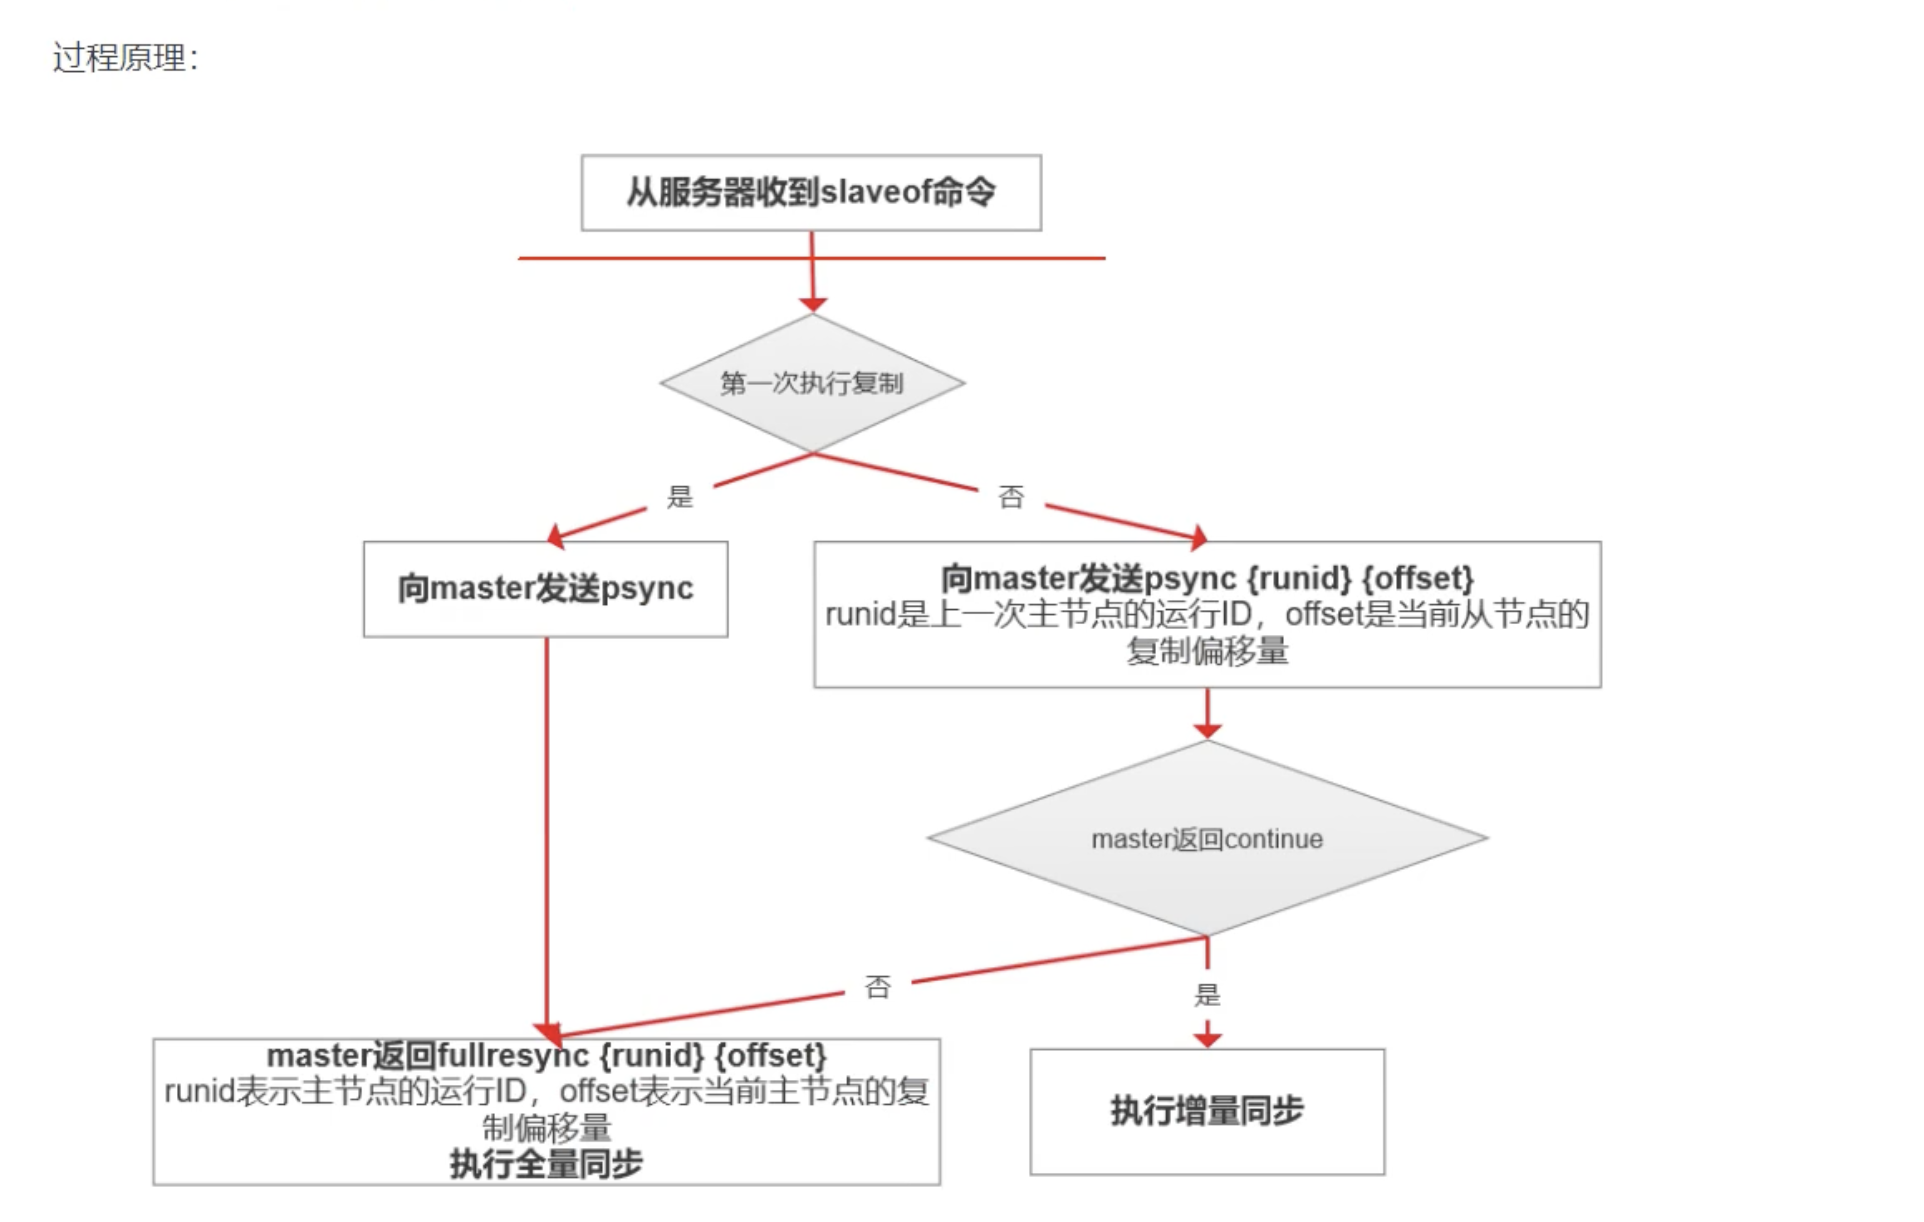 过程原理：
从服务器收到slaveof命令
第一次执行复制
是
否
向master发送psync
向master发送psync {runid} {offset}
runid是上一次主节点的运行ID，offset是当前从节点的
复制偏移量
master返回continue
否
是
master返回fullresync {runid} {offset}
runid表示主节点的运行ID，offset表示当前主节点的复
制偏移量
执行全量同步
执行增量同步